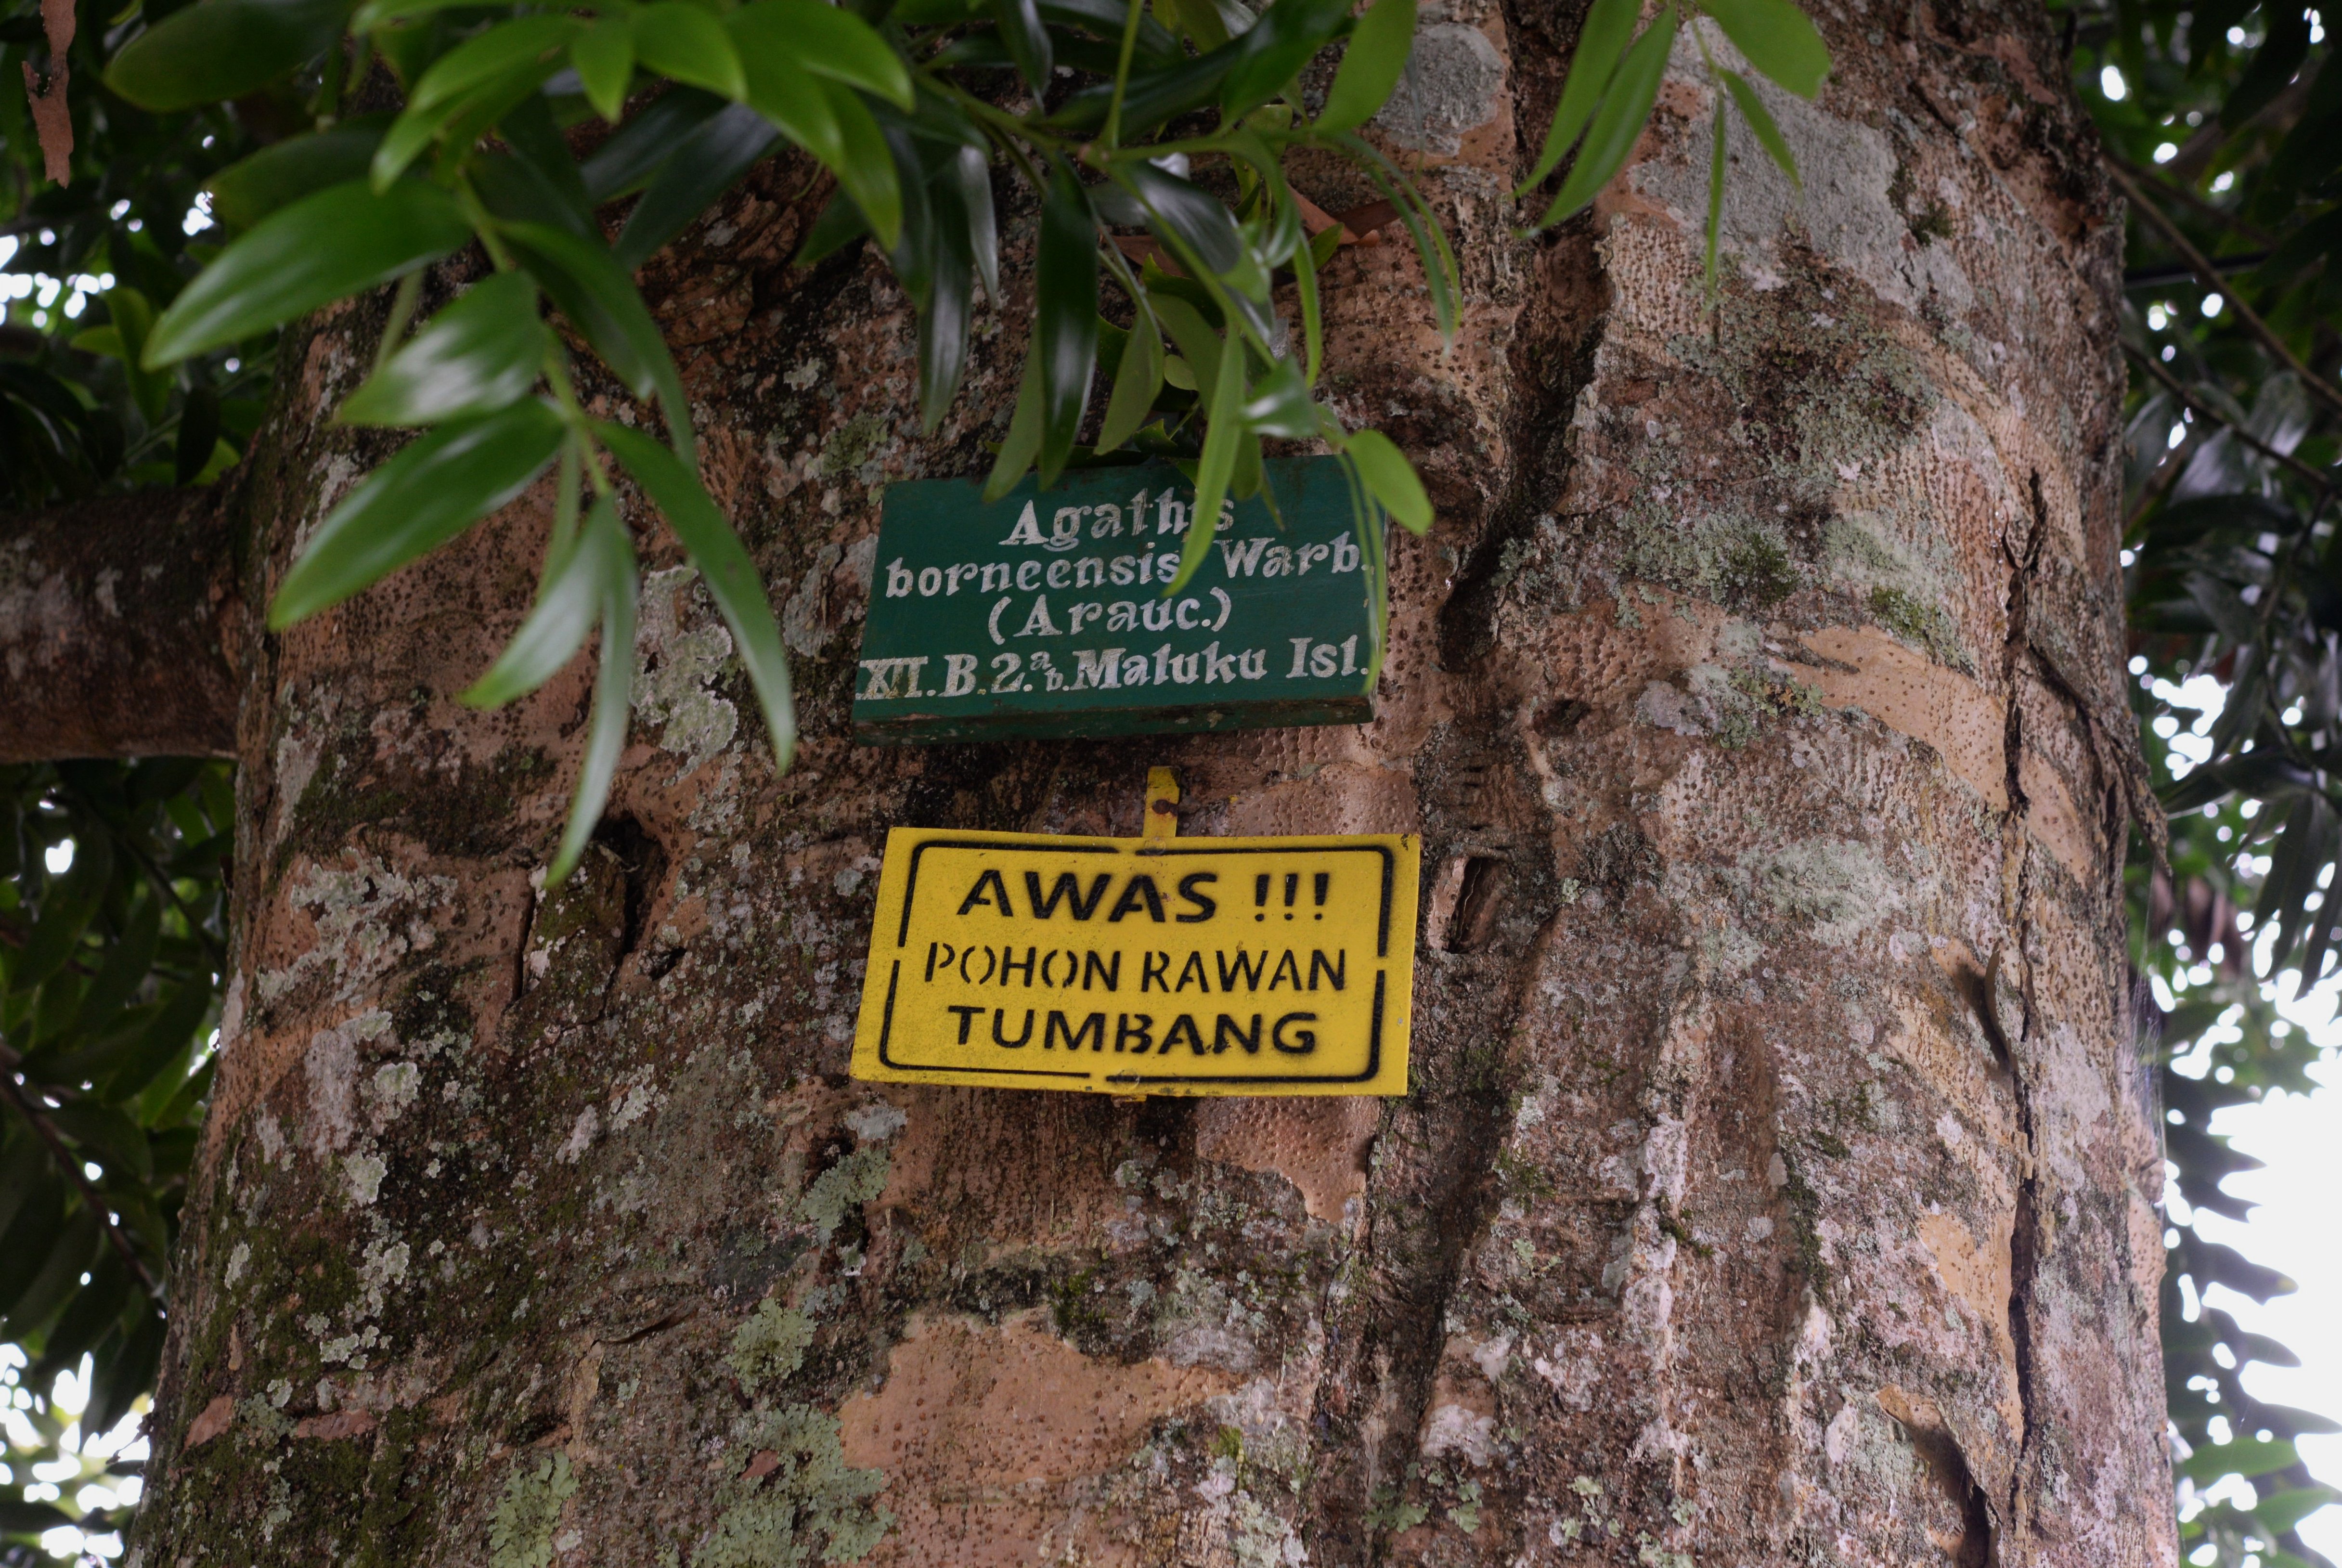 Agathis
borneensis Warb.
(Arauc.)
XII.B.2.a.b. Maluku Isl.
AWAS !!!
POHON RAWAN
TUMBANG